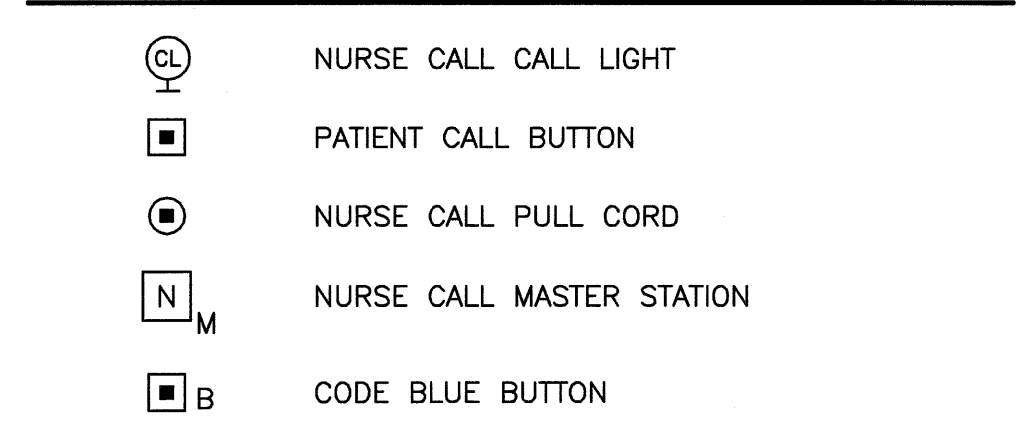 CL NURSE CALL CALL LIGHT
PATIENT CALL BUTTON
NURSE CALL PULL CORD
N M NURSE CALL MASTER STATION
B CODE BLUE BUTTON